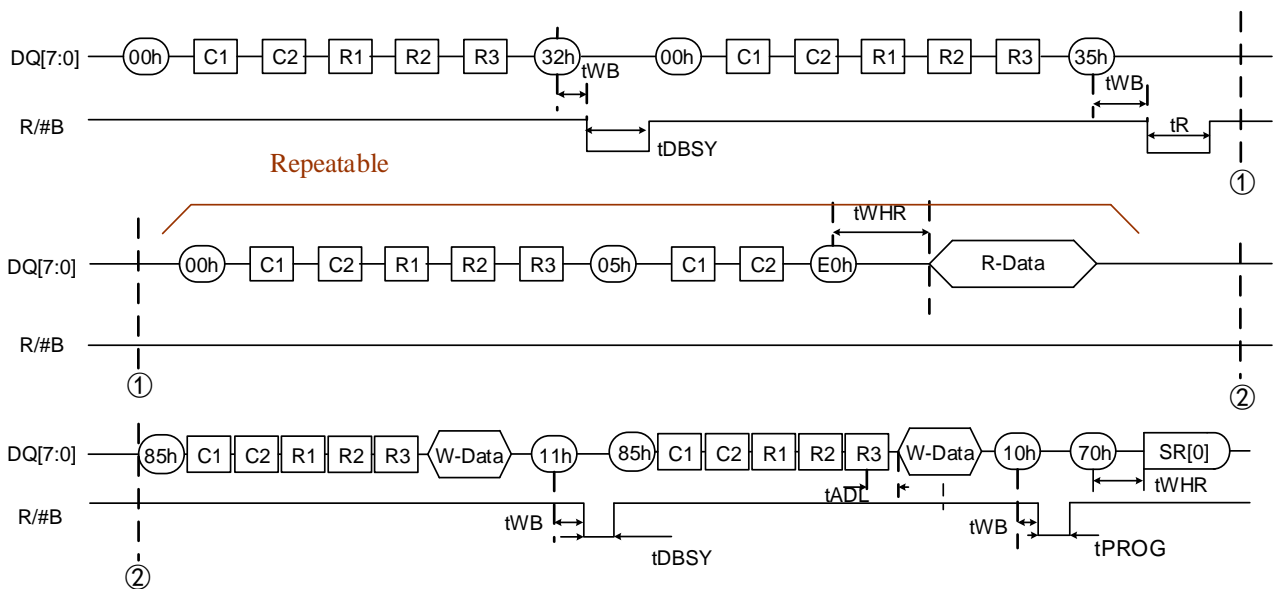 DQ[7:0] 00h C1 C2 R1 R2 R3 32h 00h C1 C2 R1 R2 R3 35h
tWB tWB
R/#B tDBSY tR
Repeatable
①
tWHR
DQ[7:0] 00h C1 C2 R1 R2 R3 05h C1 C2 E0h R-Data
R/#B
① ②
DQ[7:0] 85h C1 C2 R1 R2 R3 W-Data 11h 85h C1 C2 R1 R2 R3 W-Data 10h 70h SR[0]
tADL tWHR
R/#B tWB tWB
tDBSY tPROG
②